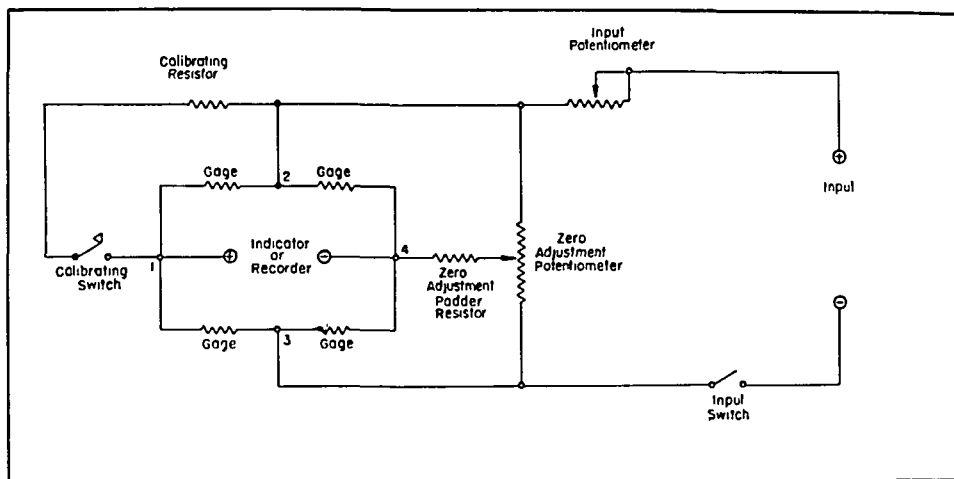 Input
Potentiometer
Calibrating
Resistor
Gage
2
Gage
Input
Indicator
or
Recorder
4
Zero
Adjustment
Potentiometer
1
Calibrating
Switch
Zero
Adjustment
Padder
Resistor
Gage
3
Gage
Input
Switch